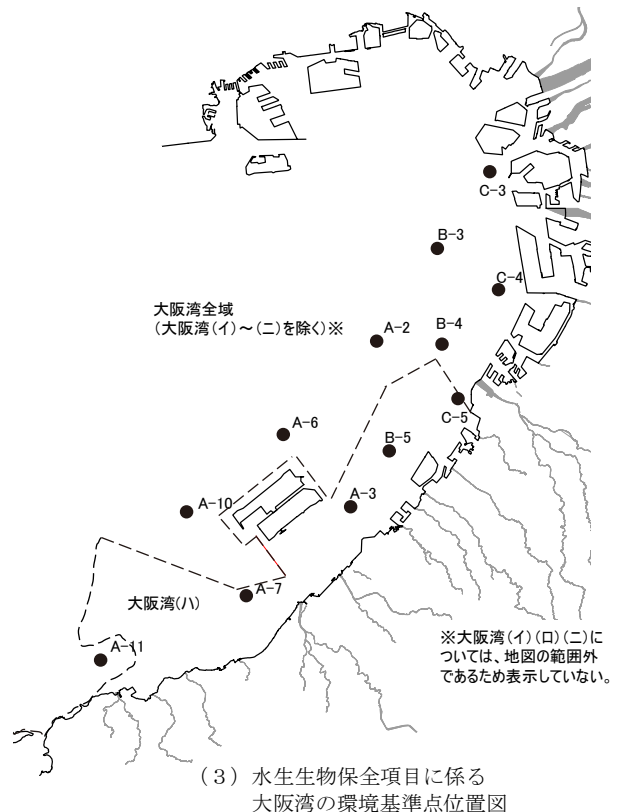 C-3
B-3
C-4
大阪湾全域
(大阪湾(イ)～(ニ)を除く)※
A-2
B-4
C-5
A-6
B-5
A-10
A-3
A-7
大阪湾(ハ)
A-11
※大阪湾(イ)(ロ)(ニ)に
ついては、地図の範囲外
であるため表示していない。
（３）水生生物保全項目に係る
大阪湾の環境基準点位置図